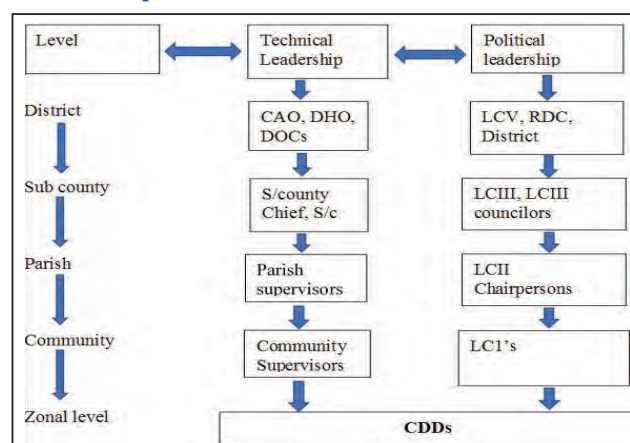 Level
Technical
Leadership
Political
leadership
District
CAO, DHO,
DOCs
LCV, RDC,
District
Sub county
S/county
Chief, S/c
LCIII, LCIII
councilors
Parish
Parish
supervisors
LCII
Chairpersons
Community
Community
Supervisors
LC1's
Zonal level
CDDs